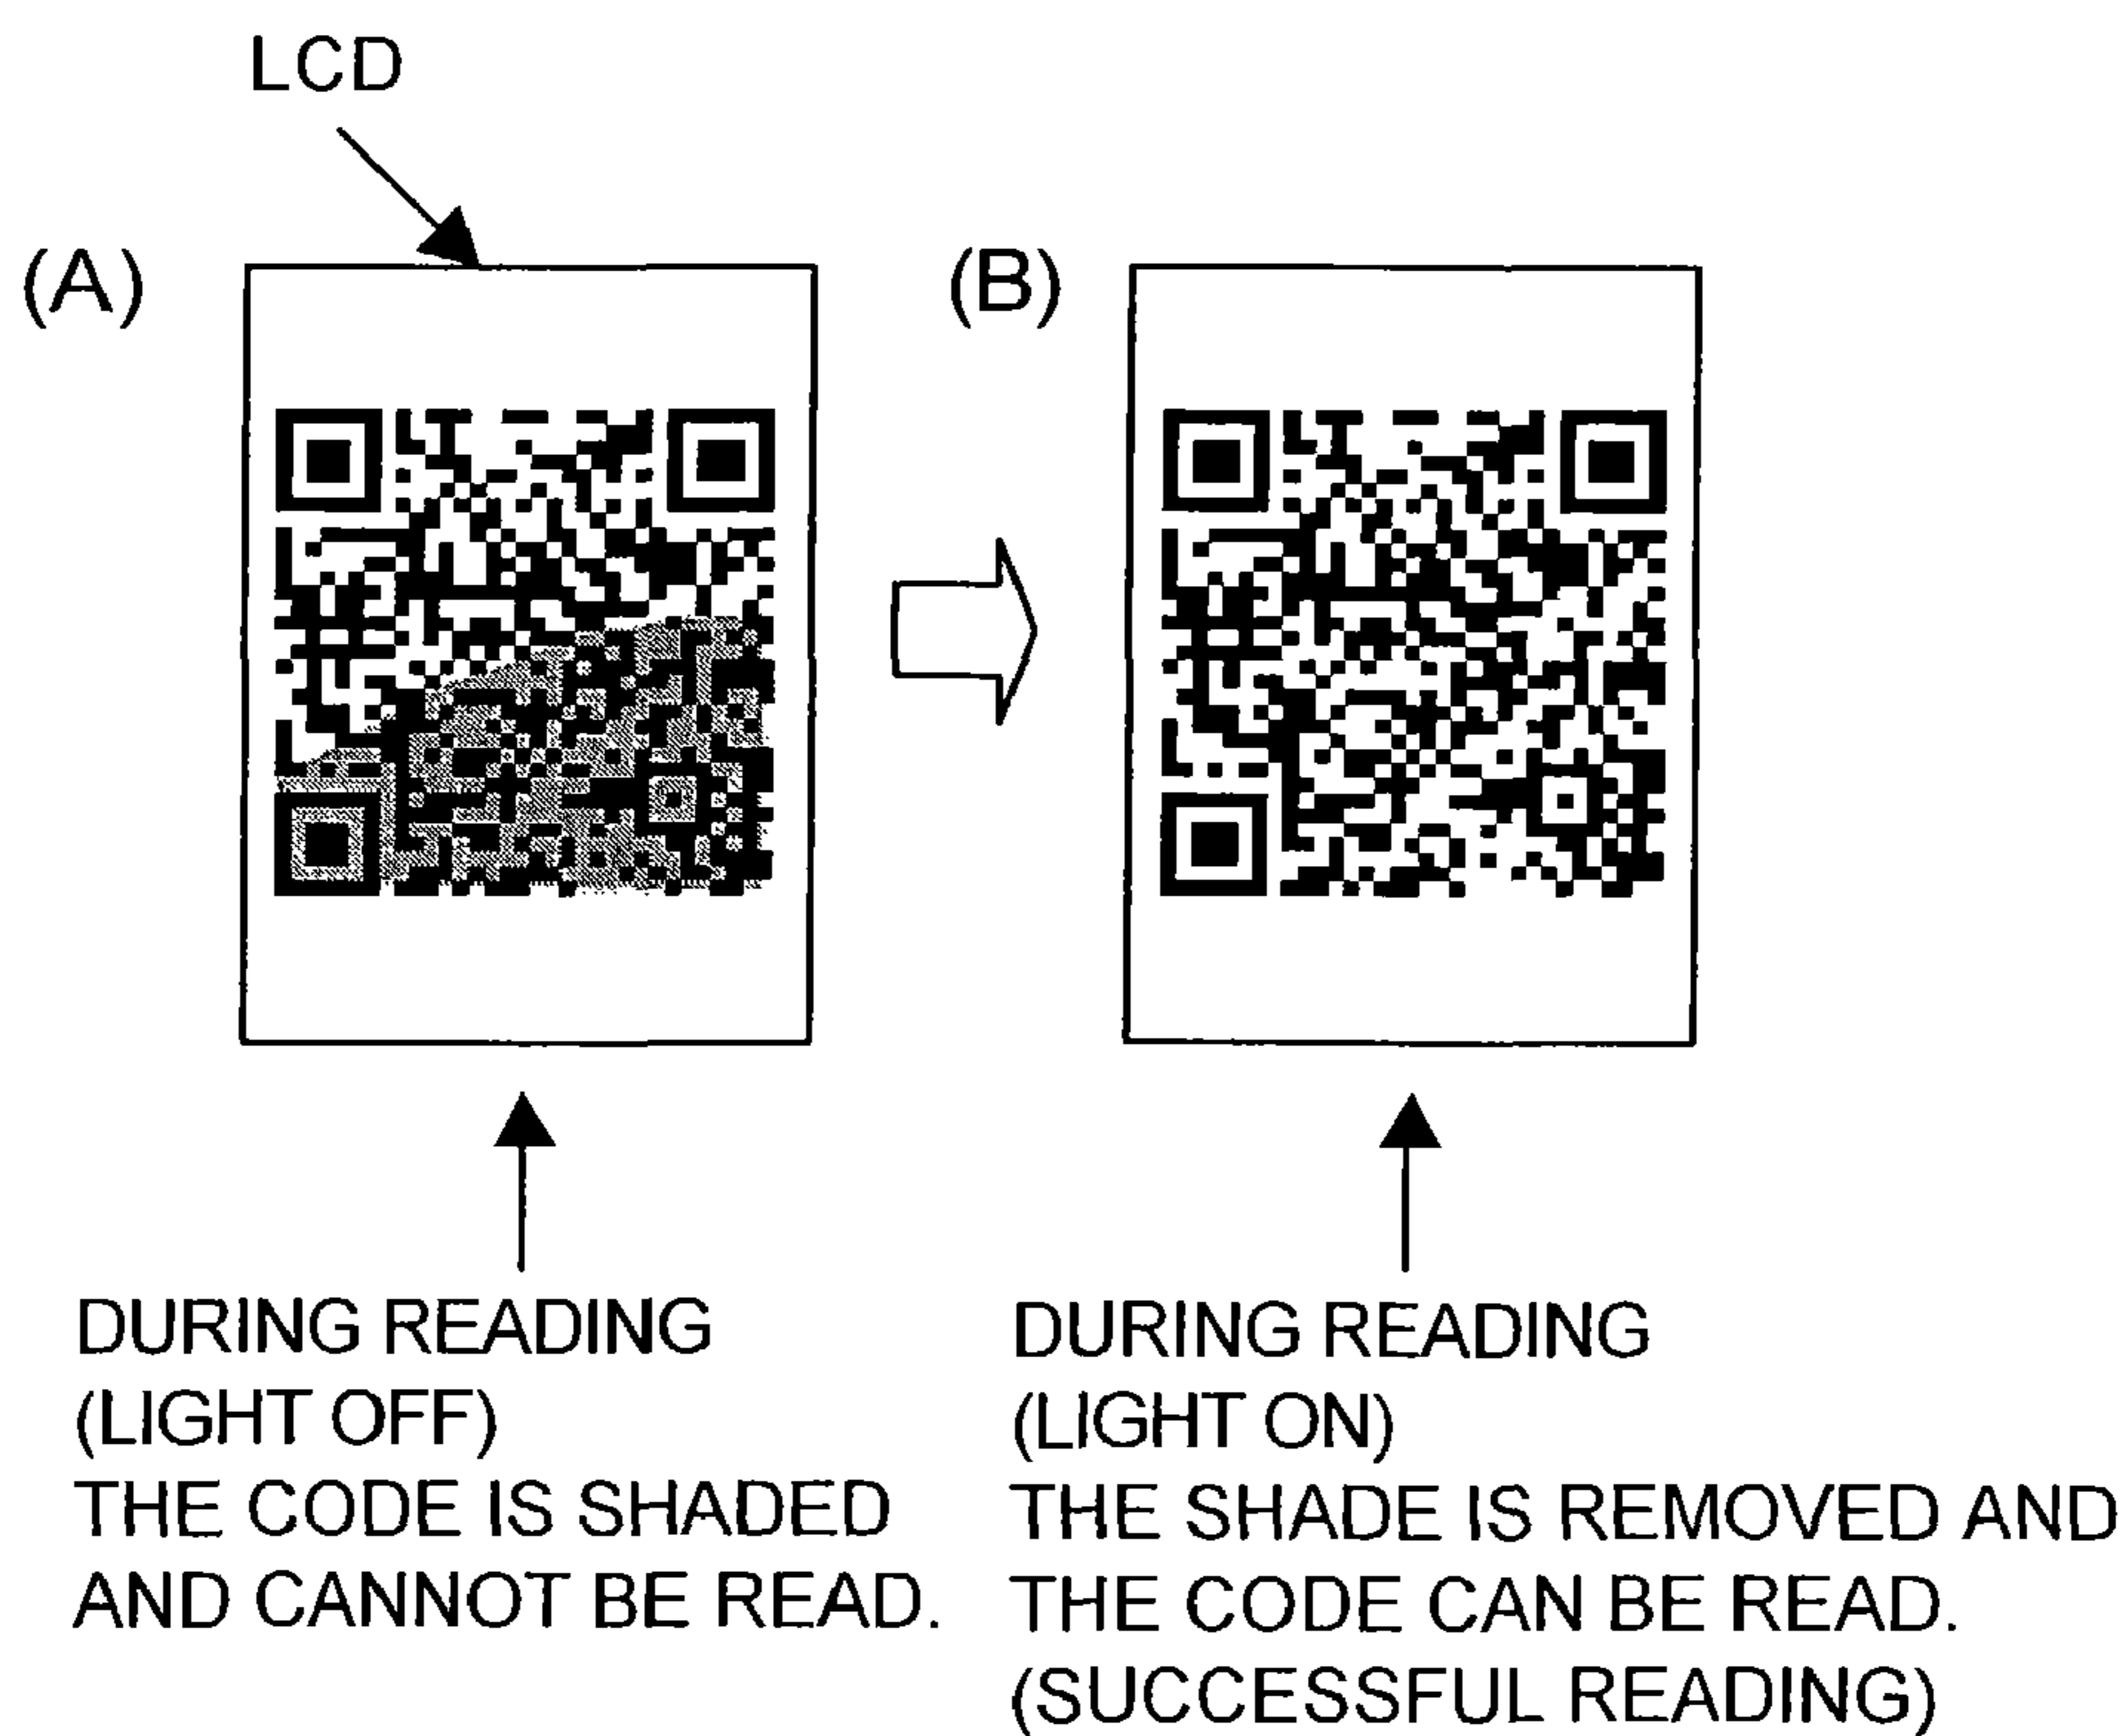 LCD
(A)
(B)
DURING READING
(LIGHT OFF)
THE CODE IS SHADED
AND CANNOT BE READ.
DURING READING
(LIGHT ON)
THE SHADE IS REMOVED AND
THE CODE CAN BE READ.
(SUCCESSFUL READING)